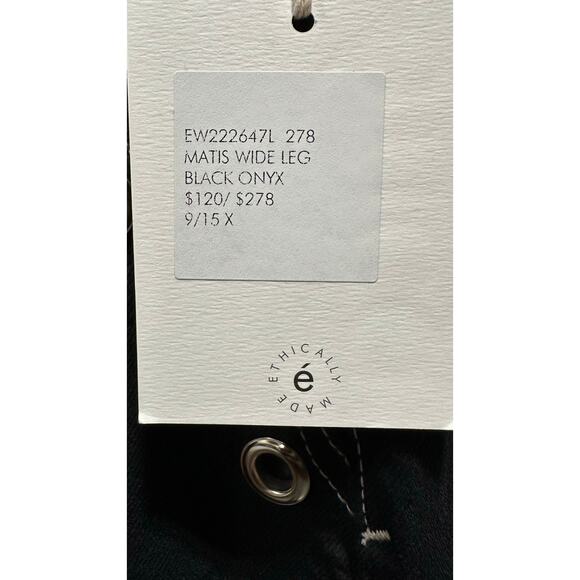 EW222647L 278
MATIS WIDE LEG
BLACK ONYX
$120/ $278
9/15 X
ETHICALLY MADE
é